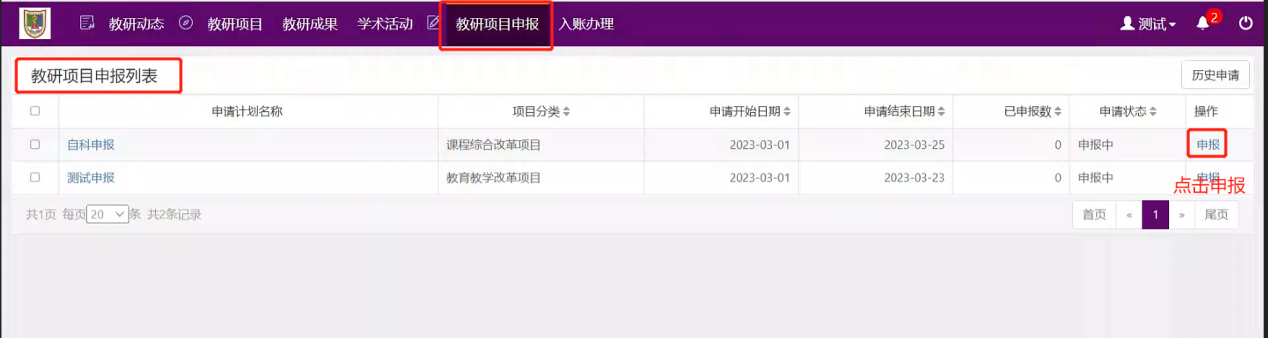 教研动态 教研项目 教研成果 学术活动 教研项目申报 入账办理 测试 2
教研项目申报列表 历史申请
申请计划名称 项目分类 申请开始日期 申请结束日期 已申报数 申请状态 操作
自科申报 课程综合改革项目 2023-03-01 2023-03-25 0 申报中 申报
测试申报 教育教学改革项目 2023-03-01 2023-03-23 0 申报中 申报
点击申报
共1页 每页 20 条 共2条记录 首页 « 1 » 尾页